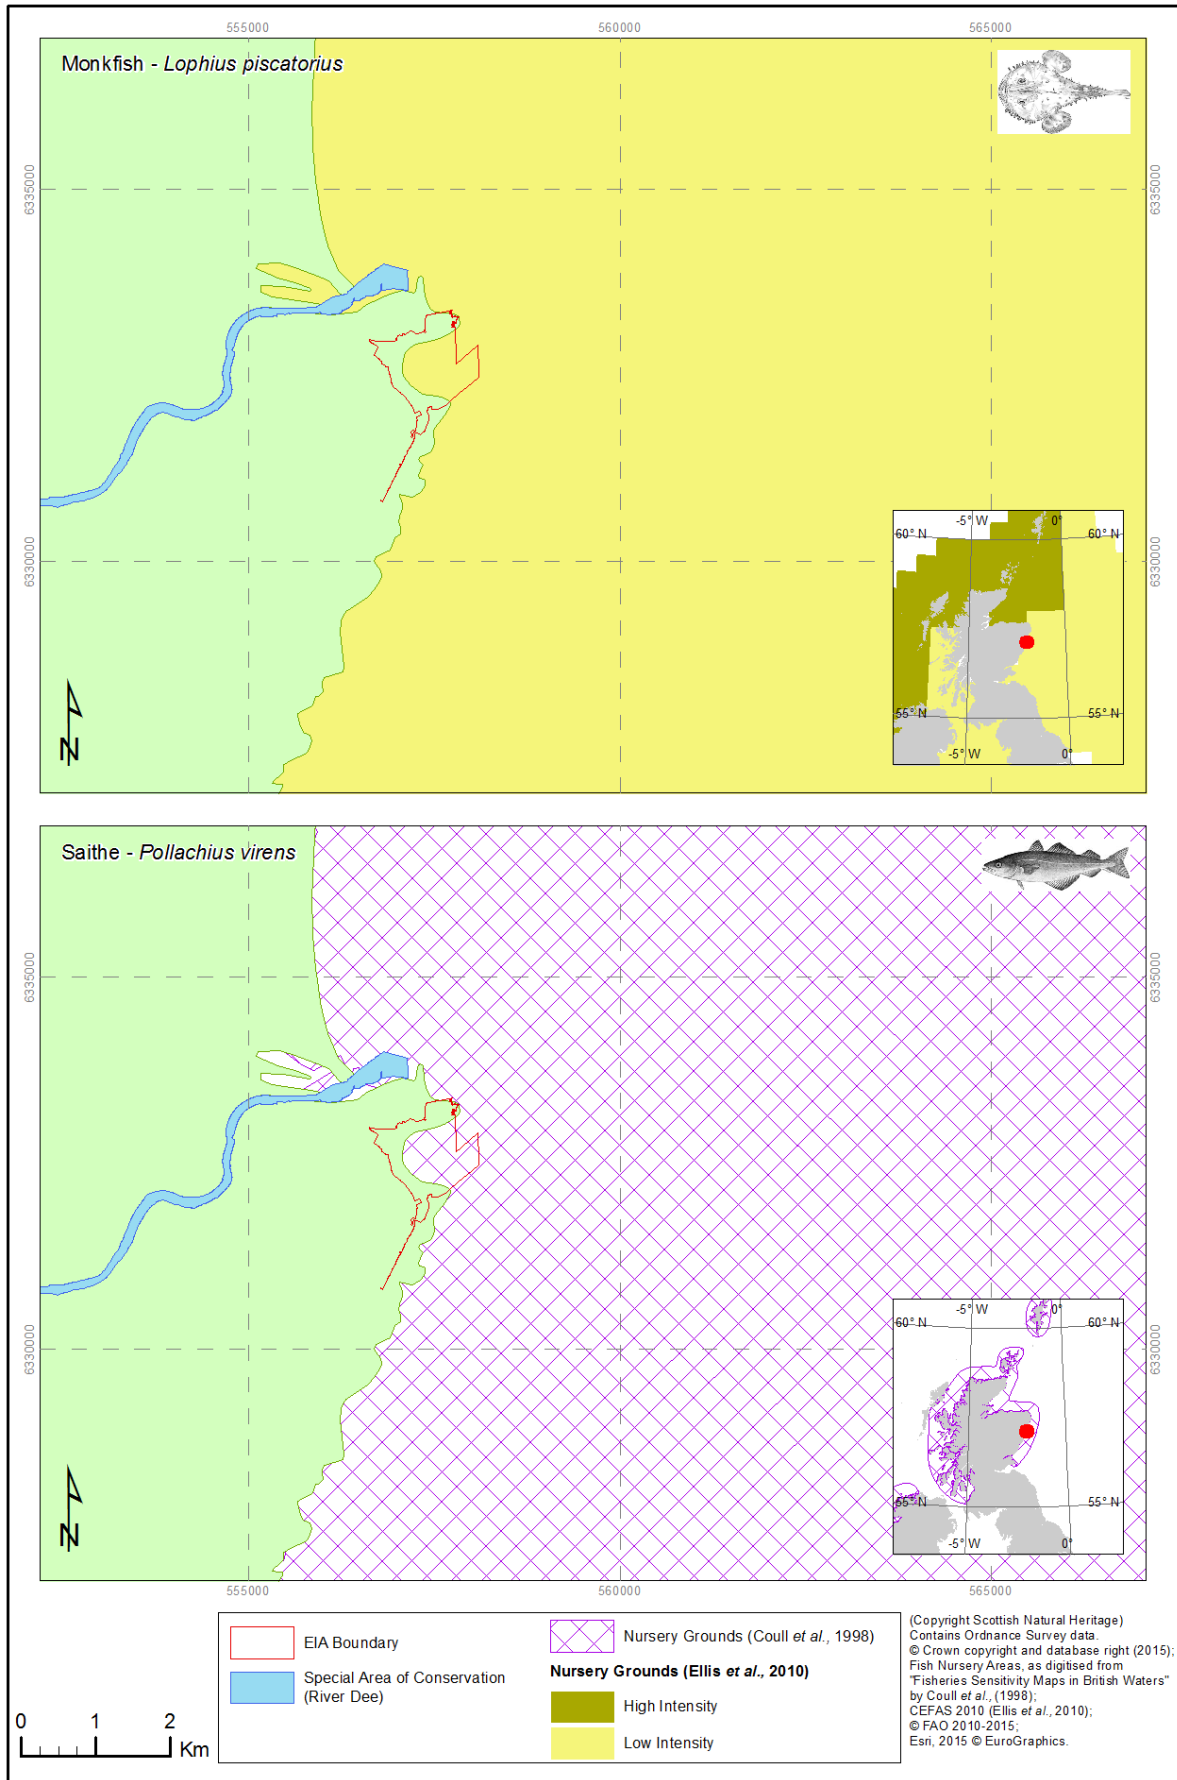 555000 560000 565000
Monkfish - Lophius piscatorius
6335000 6335000
6330000 6330000
-5° W 0°
60° N 60° N
55° N 55° N
-5° W 0°
N
Saithe - Pollachius virens
6335000 6335000
6330000 6330000
-5° W 0°
60° N 60° N
55° N 55° N
-5° W 0°
N
555000 560000 565000
EIA Boundary
Special Area of Conservation
(River Dee)
Nursery Grounds (Coull et al., 1998)
Nursery Grounds (Ellis et al., 2010)
High Intensity
Low Intensity
0 1 2
Km
(Copyright Scottish Natural Heritage)
Contains Ordnance Survey data.
© Crown copyright and database right (2015);
Fish Nursery Areas, as digitised from
"Fisheries Sensitivity Maps in British Waters"
by Coull et al., (1998);
CEFAS 2010 (Ellis et al., 2010);
© FAO 2010-2015;
Esri, 2015 © EuroGraphics.